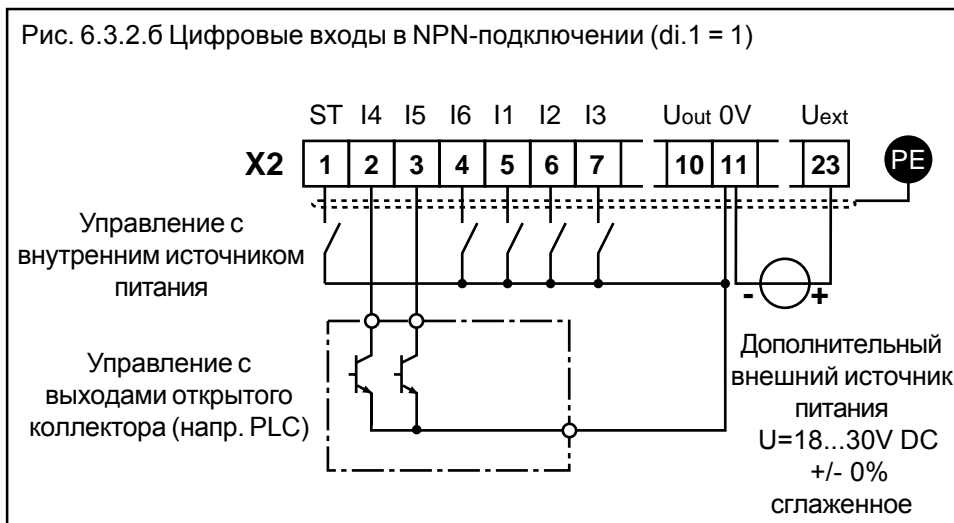 Рис. 6.3.2.б Цифровые входы в NPN-подключении (di.1 = 1)
ST I4 I5 I6 I1 I2 I3 Uout 0V Uext
X2 1 2 3 4 5 6 7 10 11 23 PE
Управление с
внутренним источником
питания
- +
Управление с
выходами открытого
коллектора (напр. PLC)
Дополнительный
внешний источник
питания
U=18...30V DC
+/- 0%
сглаженное